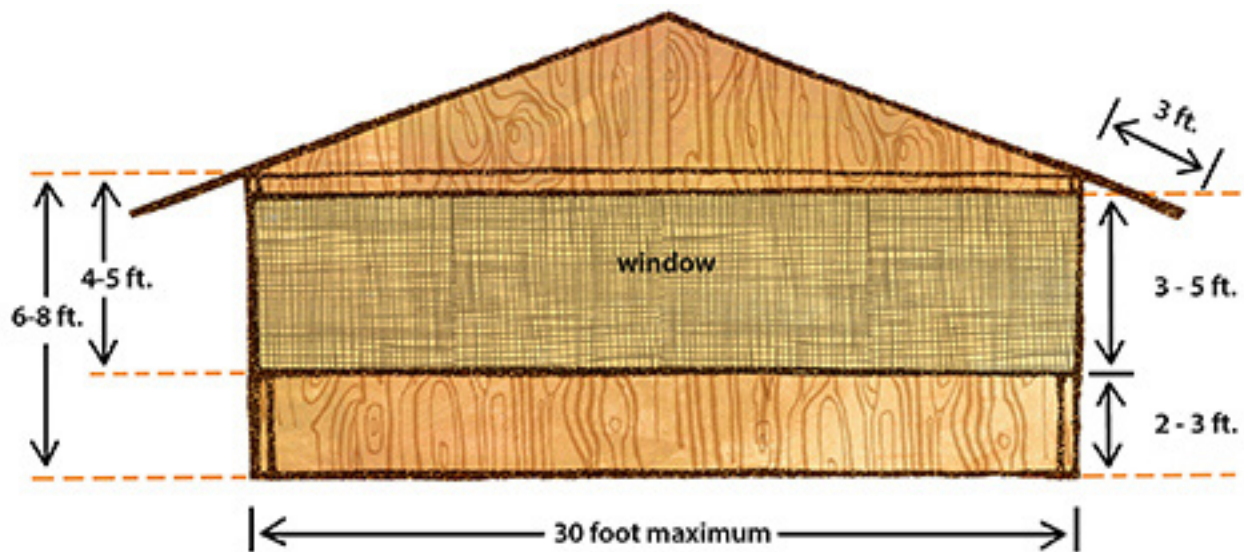 3 ft.
window
4-5 ft.
3 - 5 ft.
6-8 ft.
2 - 3 ft.
30 foot maximum